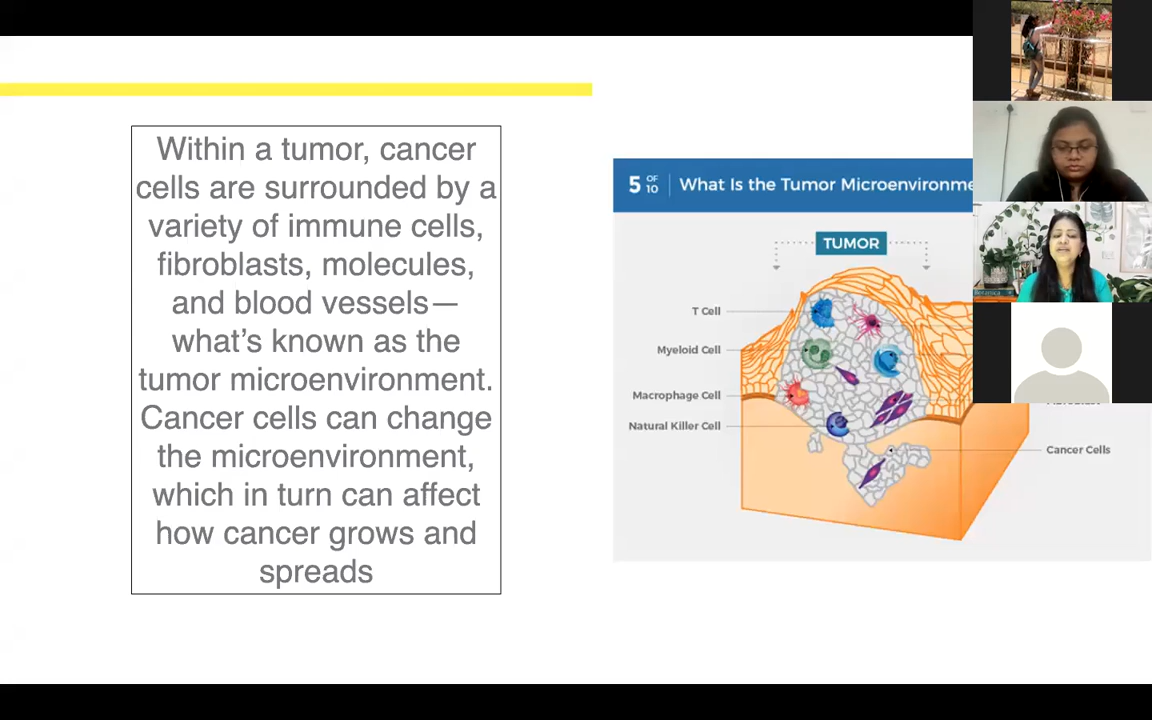 Within a tumor, cancer
cells are surrounded by a
variety of immune cells,
fibroblasts, molecules,
and blood vessels—
what's known as the
tumor microenvironment.
Cancer cells can change
the microenvironment,
which in turn can affect
how cancer grows and
spreads
5 OF 10 What Is the Tumor
TUMOR
T Cell
Myeloid Cell
Macrophage Cell
Natural Killer Cell
Cancer Cells